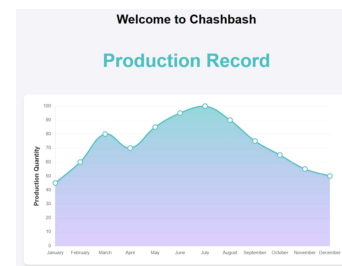 Welcome to Chashbash
Production Record
Production Quantity
100
90
80
70
60
50
40
30
20
10
0
January February March April May June July August September October November December